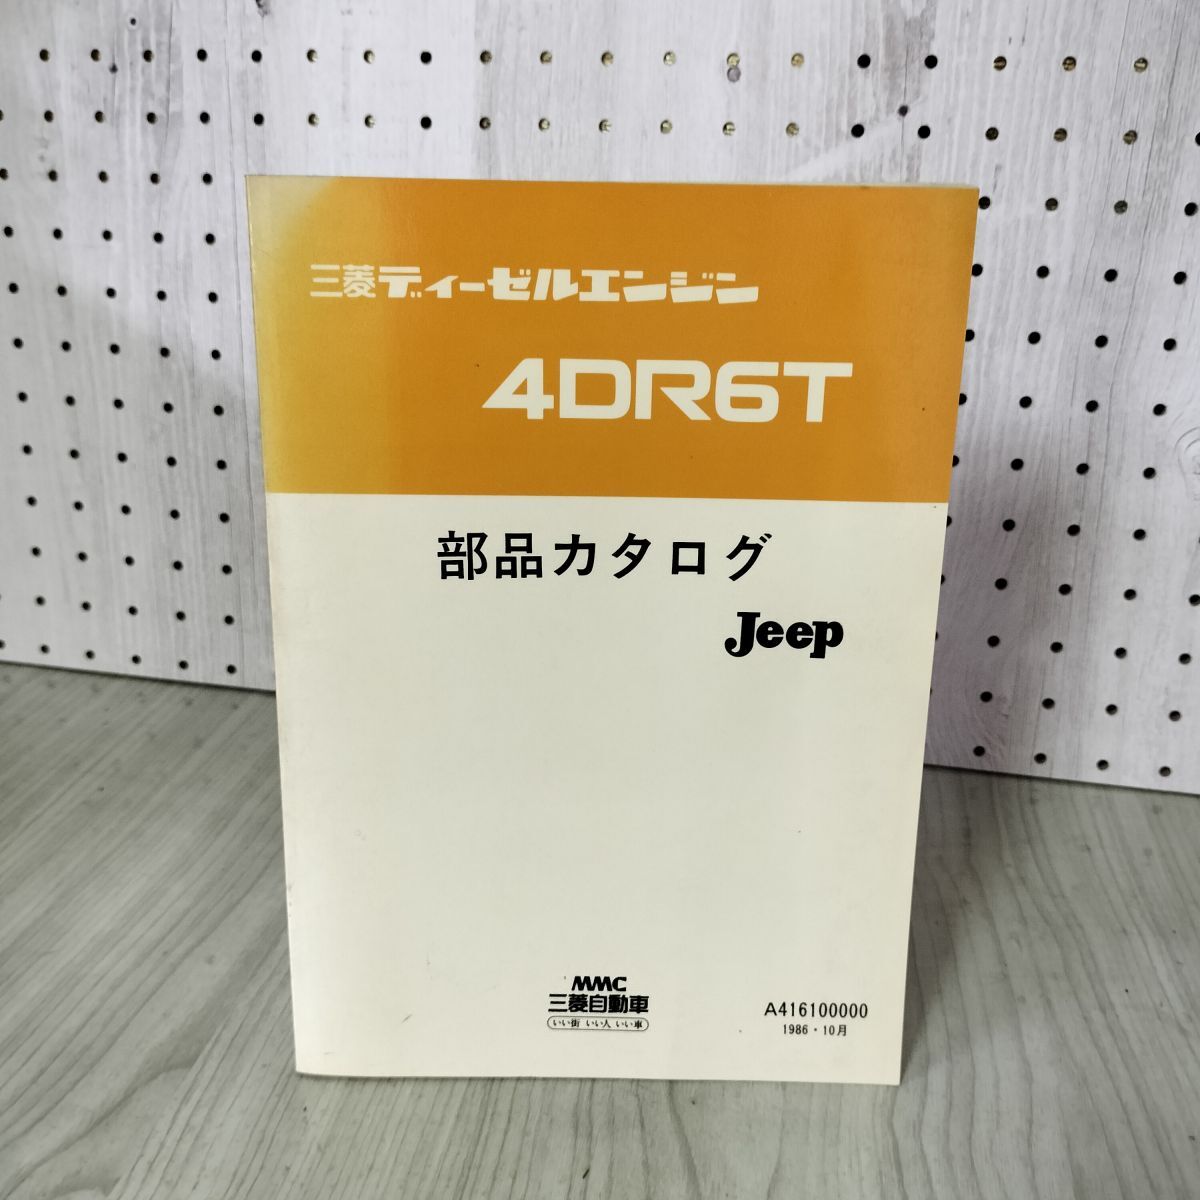 三菱ディーゼルエンジン
4DR6T
部品カタログ
Jeep
MMC
三菱自動車
いい街 いい人 いい車
A416100000
1986・10月